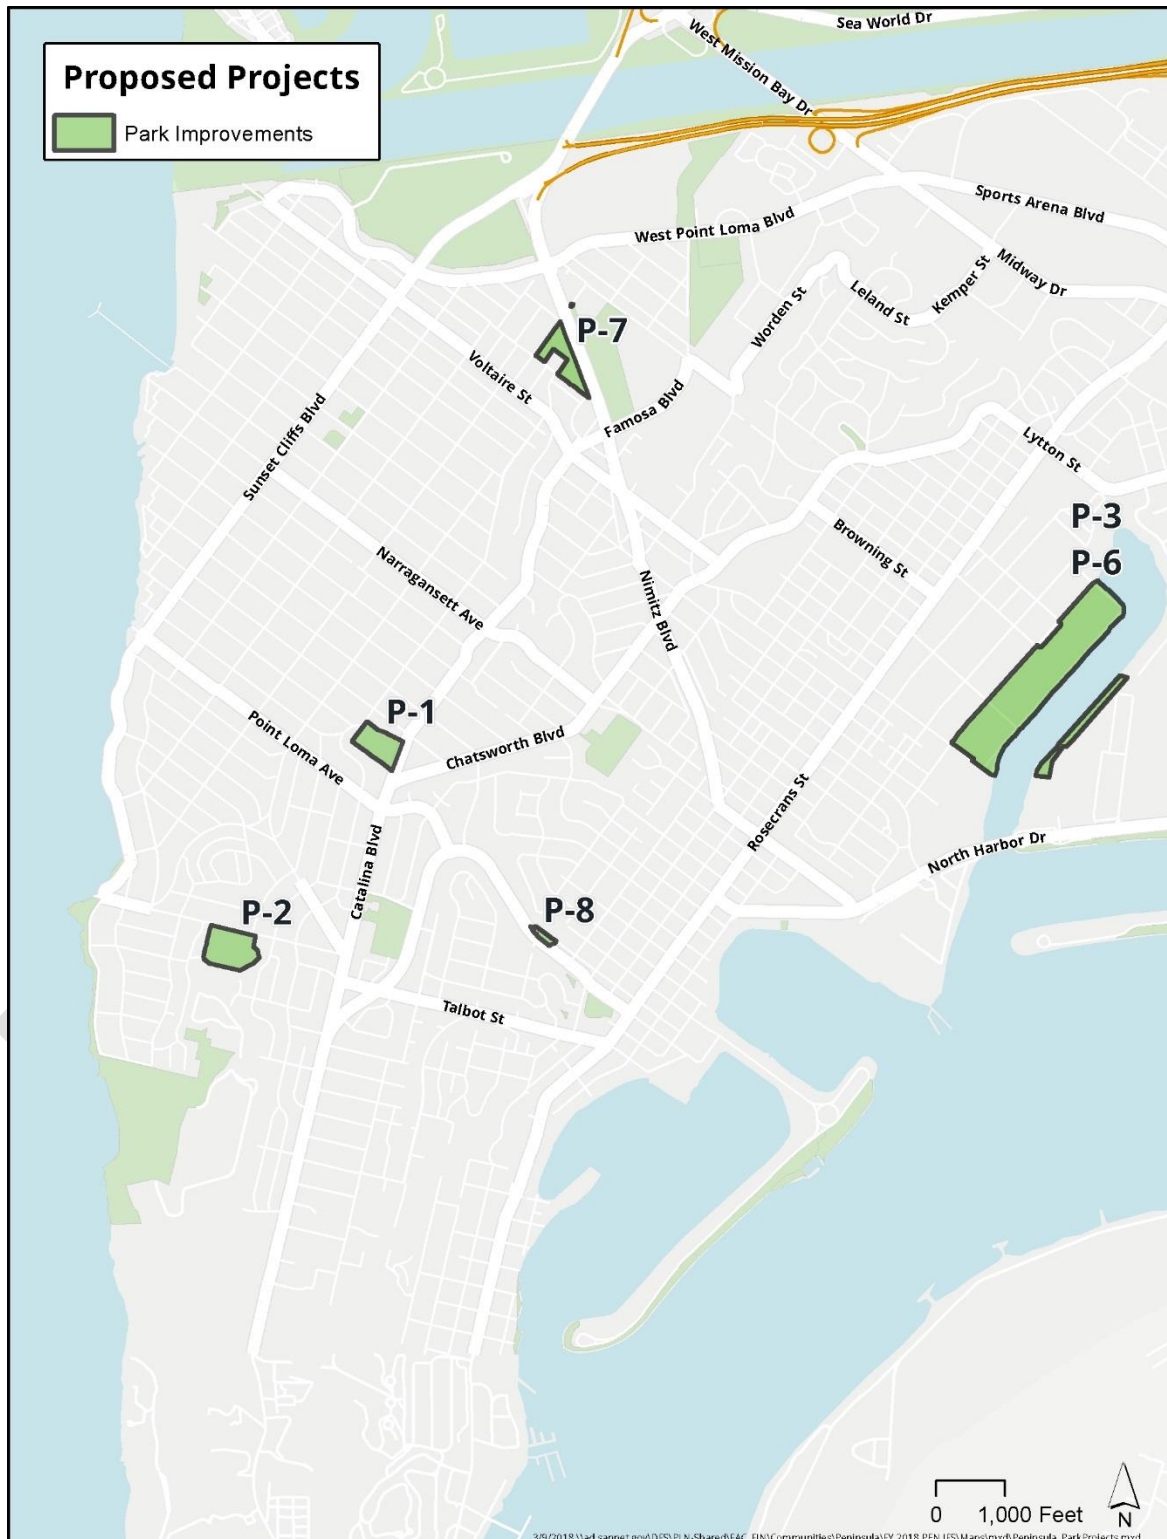 Sea World Dr
West Mission Bay Dr
Proposed Projects
Park Improvements
Sports Arena Blvd
West Point Loma Blvd
Midway Dr
Kemper St
Leland St
Worden St
P-7
Voltaire St
Famosa Blvd
Sunset Cliffs Blvd
Lytton St
P-3
Browning St
P-6
Narragansett Ave
Nimitz Blvd
P-1
Point Loma Ave
Chatsworth Blvd
Rosecrans St
North Harbor Dr
Catalina Blvd
P-2
P-8
Talbot St
0 1,000 Feet
N